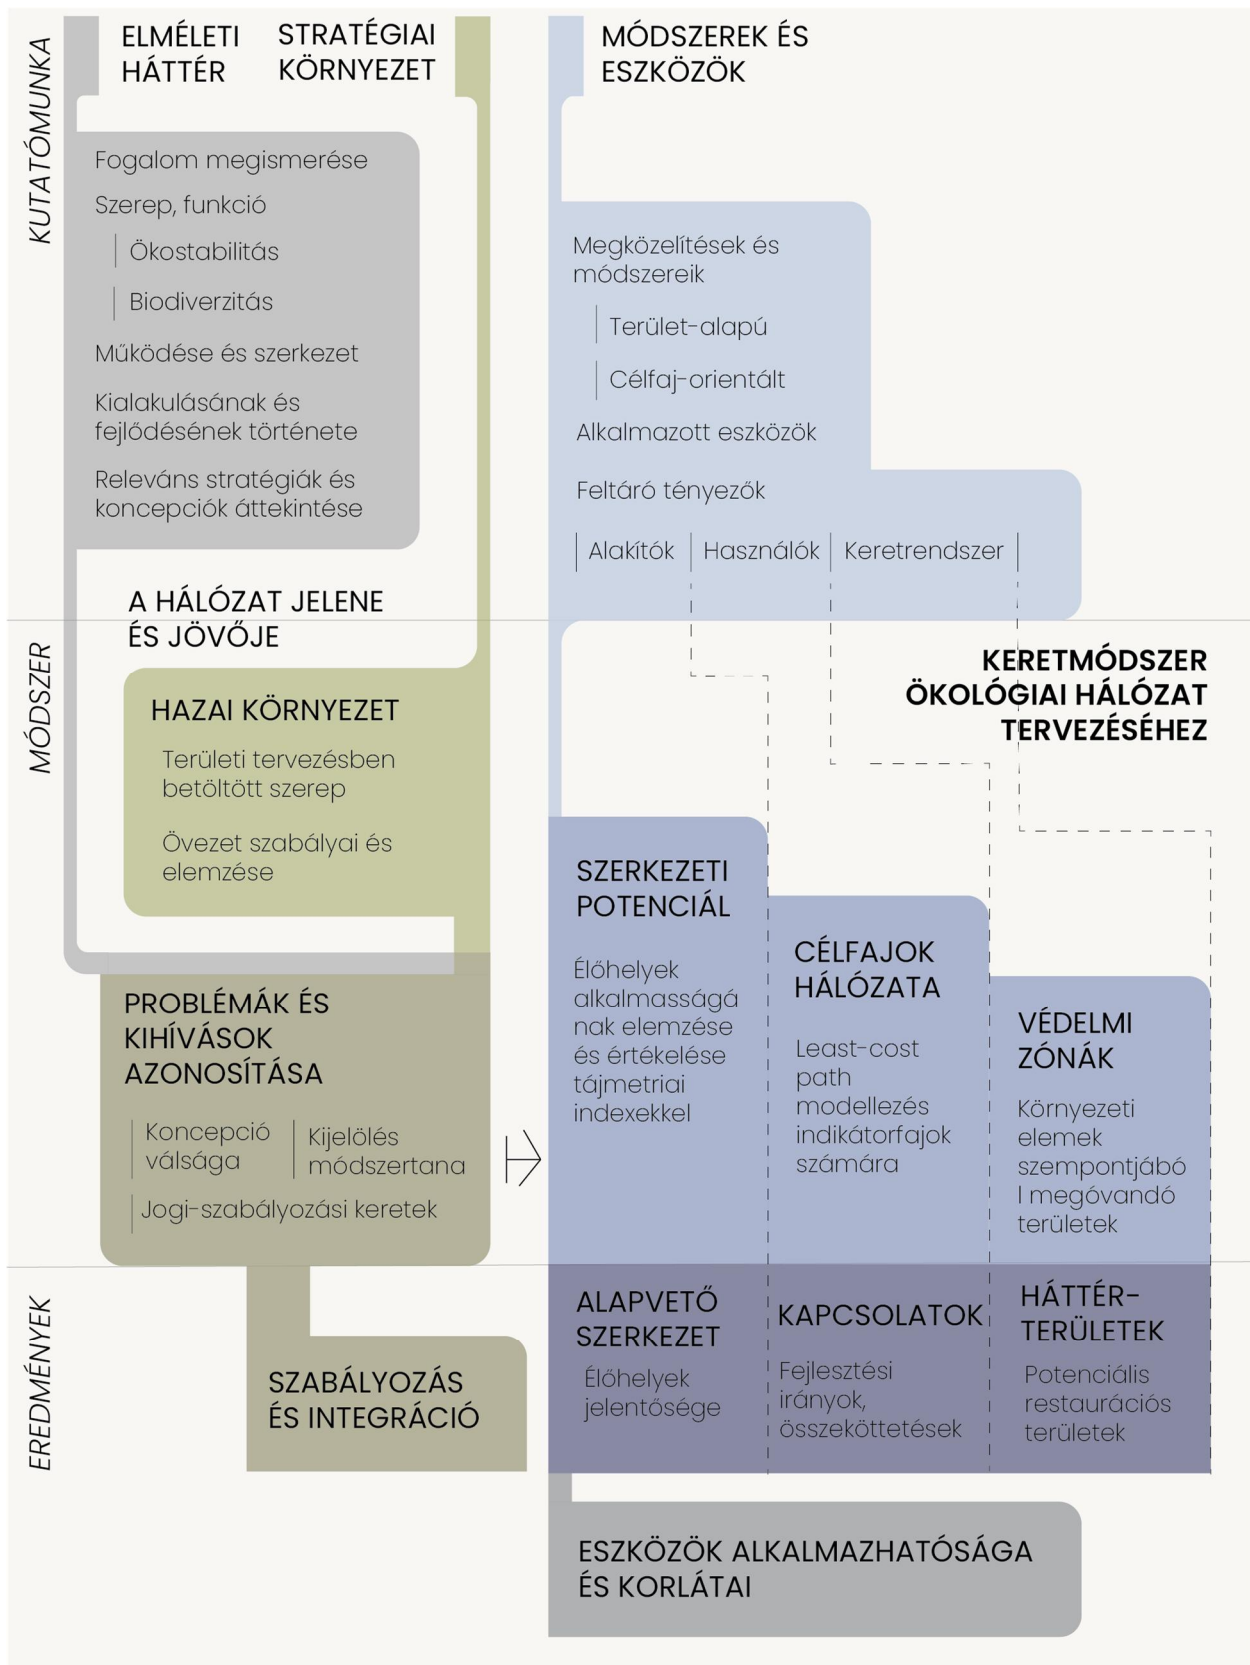 KUTATÓMUNKA
ELMÉLETI
HÁTTÉR
STRATÉGIAI
KÖRNYEZET
MÓDSZEREK ÉS
ESZKÖZÖK
Fogalom megismerése
Szerep, funkció
Ökostabilitás
Biodiverzitás
Működése és szerkezet
Kialakulásának és
fejlődésének története
Releváns stratégiák és
koncepciók áttekintése
Megközelítések és
módszereik
Terület-alapú
Célfaj-orientált
Alkalmazott eszközök
Feltáró tényezők
Alakítók
Használók
Keretrendszer
MÓDSZER
A HÁLÓZAT JELENE
ÉS JÖVŐJE
HAZAI KÖRNYEZET
Területi tervezésben
betöltött szerep
Övezet szabályai és
elemzése
PROBLÉMÁK ÉS
KIHÍVÁSOK
AZONOSÍTÁSA
Koncepció
válsága
Kijelölés
módszertana
Jogi-szabályozási keretek
KERETMÓDSZER
ÖKOLÓGIAI HÁLÓZAT
TERVEZÉSÉHEZ
SZERKEZETI
POTENCIÁL
Élőhelyek
alkalmasságá
nak elemzése
és értékelése
tájmetriai
indexekkel
CÉLFAJOK
HÁLÓZATA
Least-cost
path
modellezés
indikátorfajok
számára
VÉDELMI
ZÓNÁK
Környezeti
elemek
szempontjábó
l megóvandó
területek
EREDMÉNYEK
SZABÁLYOZÁS
ÉS INTEGRÁCIÓ
ALAPVETŐ
SZERKEZET
Élőhelyek
jelentősége
KAPCSOLATOK
Fejlesztési
irányok,
összeköttetések
HÁTTÉR-
TERÜLETEK
Potenciális
restaurációs
területek
ESZKÖZÖK ALKALMAZHATÓSÁGA
ÉS KORLÁTAI